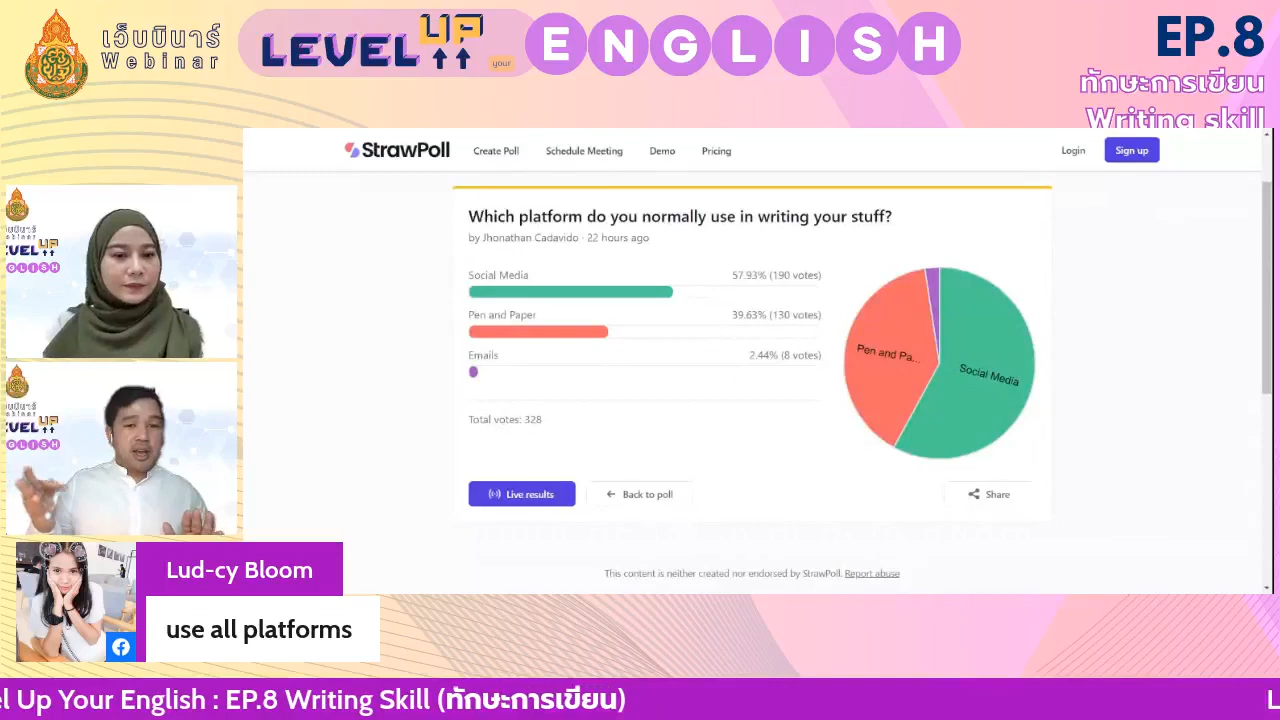 เว็บบินาร์
Webinar
LEVEL UP your ENGLISH
EP.8
ทักษะการเขียน
Writing skill
StrawPoll
Create Poll
Schedule Meeting
Demo
Pricing
Login
Sign up
Which platform do you normally use in writing your stuff?
by Jhonathan Cadavido · 22 hours ago
Social Media 57.93% (190 votes)
Pen and Paper 39.63% (130 votes)
Emails 2.44% (8 votes)
Total votes: 328
Pen and Pa...
Social Media
Live results
Back to poll
Share
This content is neither created nor endorsed by StrawPoll. Report abuse
Lud-cy Bloom
use all platforms
el Up Your English : EP.8 Writing Skill (ทักษะการเขียน)
L